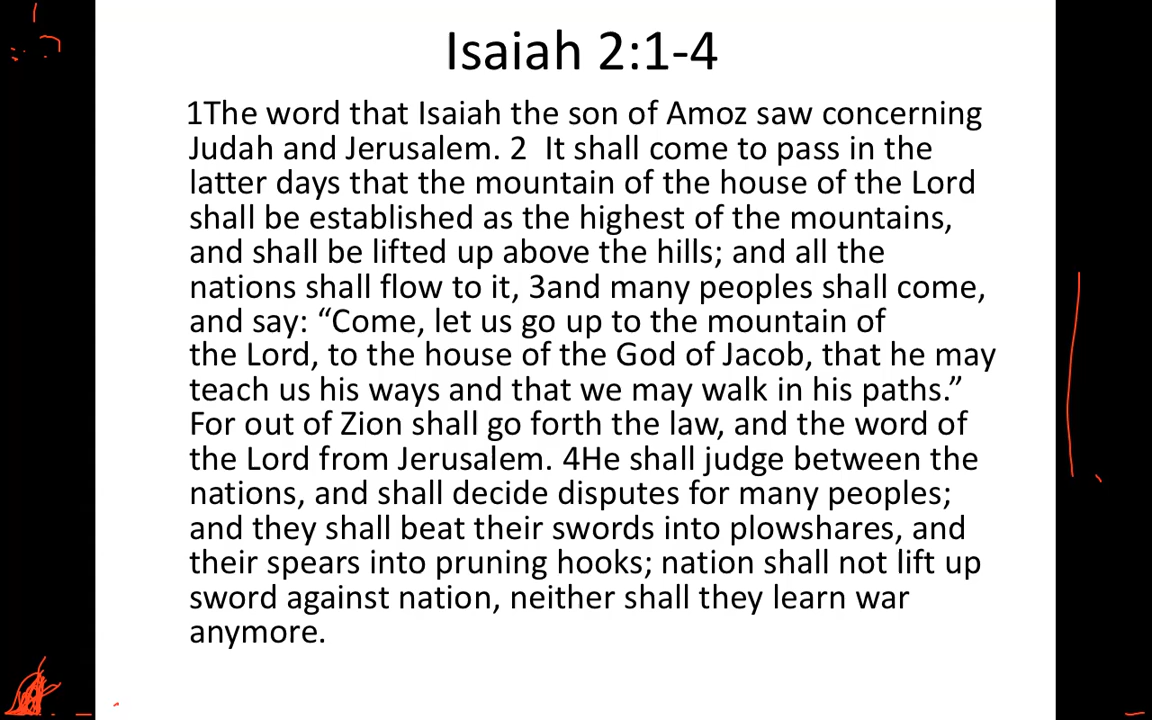 Isaiah 2:1-4
1The word that Isaiah the son of Amoz saw concerning
Judah and Jerusalem. 2  It shall come to pass in the
latter days that the mountain of the house of the Lord
shall be established as the highest of the mountains,
and shall be lifted up above the hills; and all the
nations shall flow to it, 3and many peoples shall come,
and say: “Come, let us go up to the mountain of
the Lord, to the house of the God of Jacob, that he may
teach us his ways and that we may walk in his paths.”
For out of Zion shall go forth the law, and the word of
the Lord from Jerusalem. 4He shall judge between the
nations, and shall decide disputes for many peoples;
and they shall beat their swords into plowshares, and
their spears into pruning hooks; nation shall not lift up
sword against nation, neither shall they learn war
anymore.